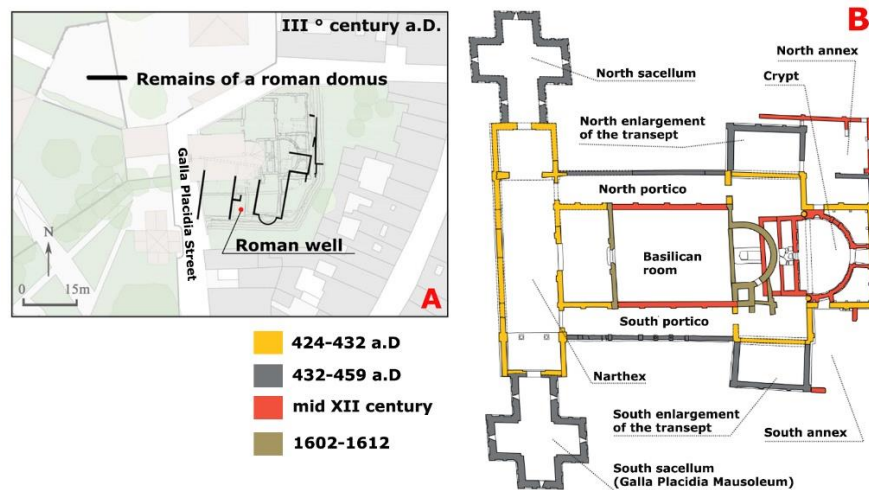 III ° century a.D.
Remains of a roman domus
Galla Placidia Street
Roman well
N
0 15m
A
424-432 a.D
432-459 a.D
mid XII century
1602-1612
B
North annex
North sacellum
Crypt
North enlargement
of the transept
North portico
Basilican
room
South portico
Narthex
South enlargement
of the transept
South annex
South sacellum
(Galla Placidia Mausoleum)